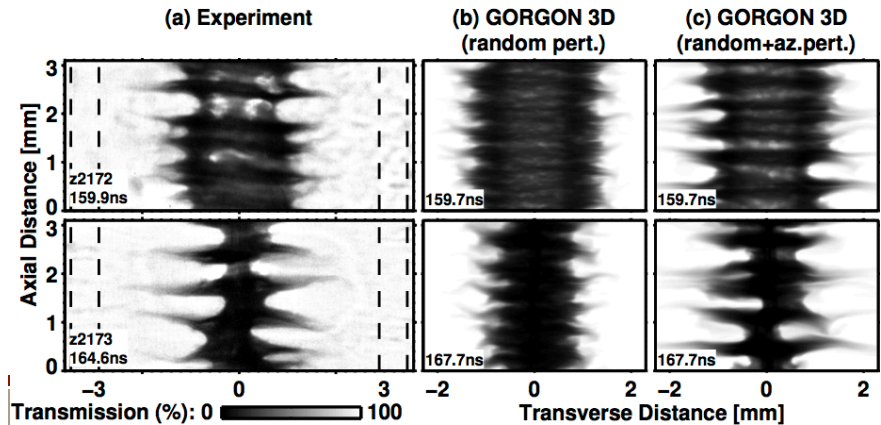 (a) Experiment
(b) GORGON 3D
(random pert.)
(c) GORGON 3D
(random+az.pert.)
Axial Distance [mm]
3
2
1
0
z2172
159.9ns
159.7ns
159.7ns
3
2
1
0
z2173
164.6ns
167.7ns
167.7ns
−3 0 3
−2 0 2
−2 0 2
Transmission (%): 0 100
Transverse Distance [mm]